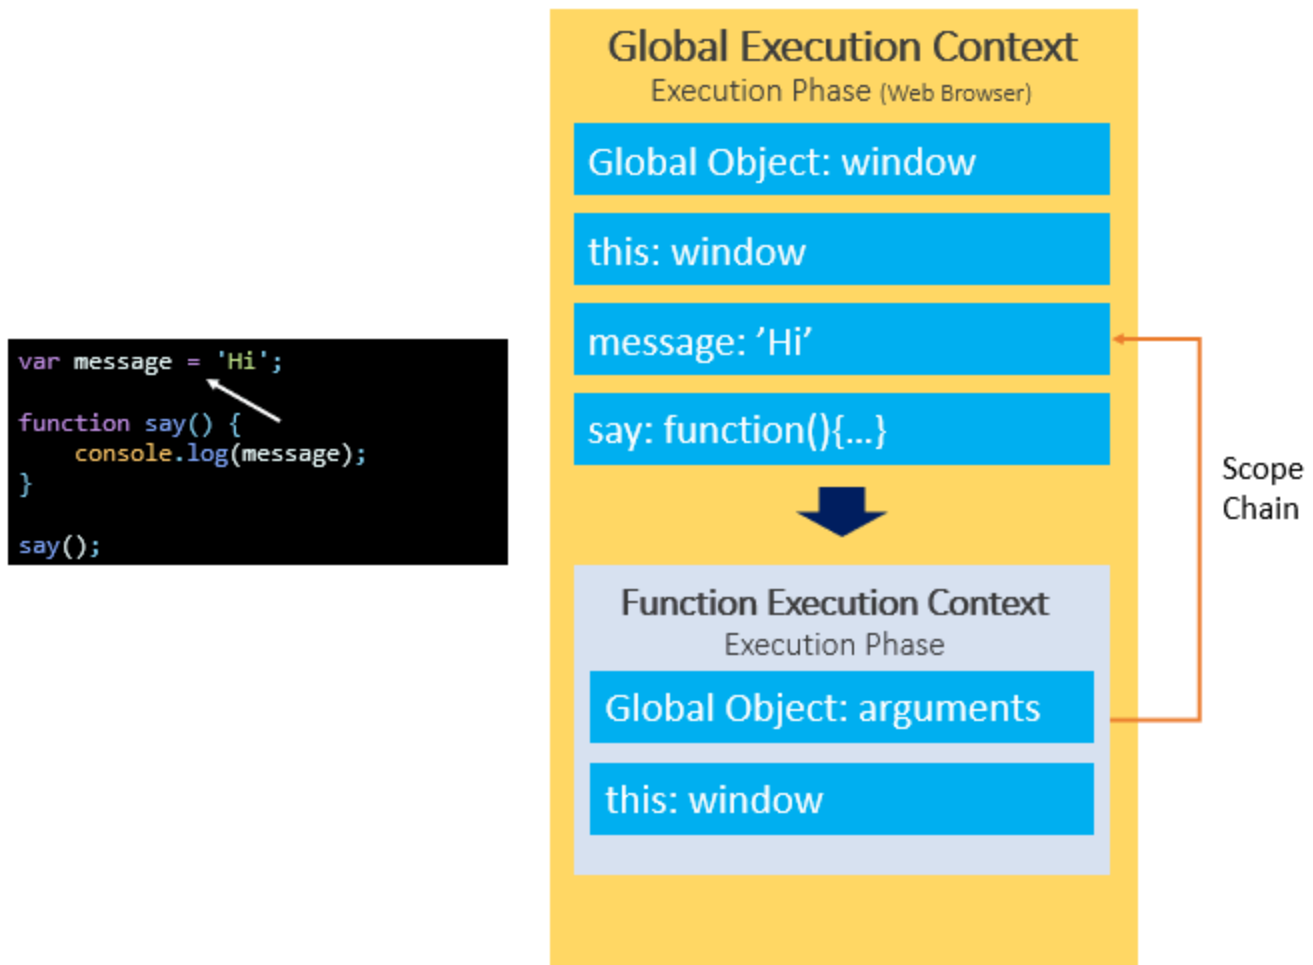 Global Execution Context
Execution Phase (Web Browser)
Global Object: window
this: window
message: ’Hi’
say: function(){...}
var message = 'Hi';
function say() {
console.log(message);
}
say();
Scope
Chain
Function Execution Context
Execution Phase
Global Object: arguments
this: window